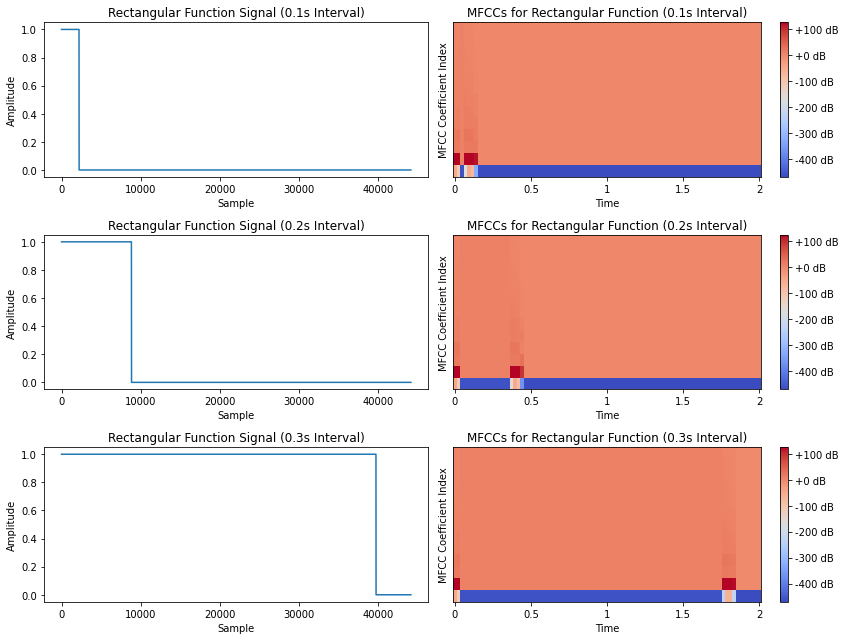 Rectangular Function Signal (0.1s Interval)
1.0
0.8
0.6
0.4
0.2
0.0
Amplitude
0 10000 20000 30000 40000
Sample
MFCCs for Rectangular Function (0.1s Interval)
MFCC Coefficient Index
0 0.5 1 1.5 2
Time
+100 dB
+0 dB
-100 dB
-200 dB
-300 dB
-400 dB
Rectangular Function Signal (0.2s Interval)
1.0
0.8
0.6
0.4
0.2
0.0
Amplitude
0 10000 20000 30000 40000
Sample
MFCCs for Rectangular Function (0.2s Interval)
MFCC Coefficient Index
0 0.5 1 1.5 2
Time
+100 dB
+0 dB
-100 dB
-200 dB
-300 dB
-400 dB
Rectangular Function Signal (0.3s Interval)
1.0
0.8
0.6
0.4
0.2
0.0
Amplitude
0 10000 20000 30000 40000
Sample
MFCCs for Rectangular Function (0.3s Interval)
MFCC Coefficient Index
0 0.5 1 1.5 2
Time
+100 dB
+0 dB
-100 dB
-200 dB
-300 dB
-400 dB